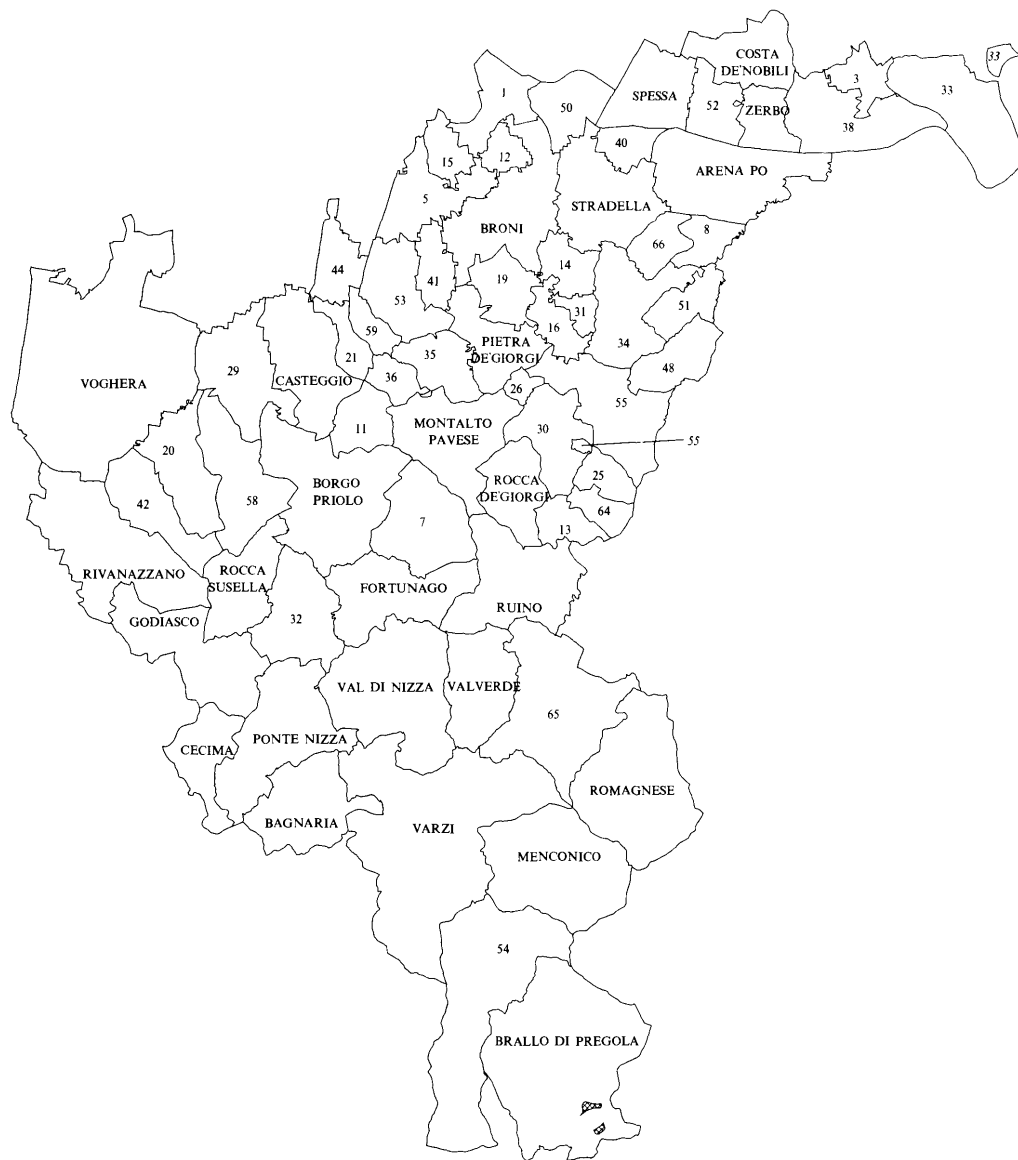 COSTA
DE'NOBILI
33
3
33
1
50
SPESSA
52
ZERBO
38
40
15
12
ARENA PO
5
STRADELLA
BRONI
66
8
14
44
41
19
53
51
31
59
16
34
PIETRA
DE'GIORGI
21
35
VOGHERA
29
CASTEGGIO
36
48
26
55
MONTALTO
PAVESE
11
30
55
20
BORGO
PRIOLO
ROCCA
DE'GIORGI
25
42
58
64
7
13
RIVANAZZANO
ROCCA
SUSELLA
FORTUNAGO
RUINO
GODIASCO
32
VAL DI NIZZA
VALVERDE
65
CECIMA
PONTE NIZZA
ROMAGNESE
BAGNARIA
VARZI
MENCONICO
54
BRALLO DI PREGOLA